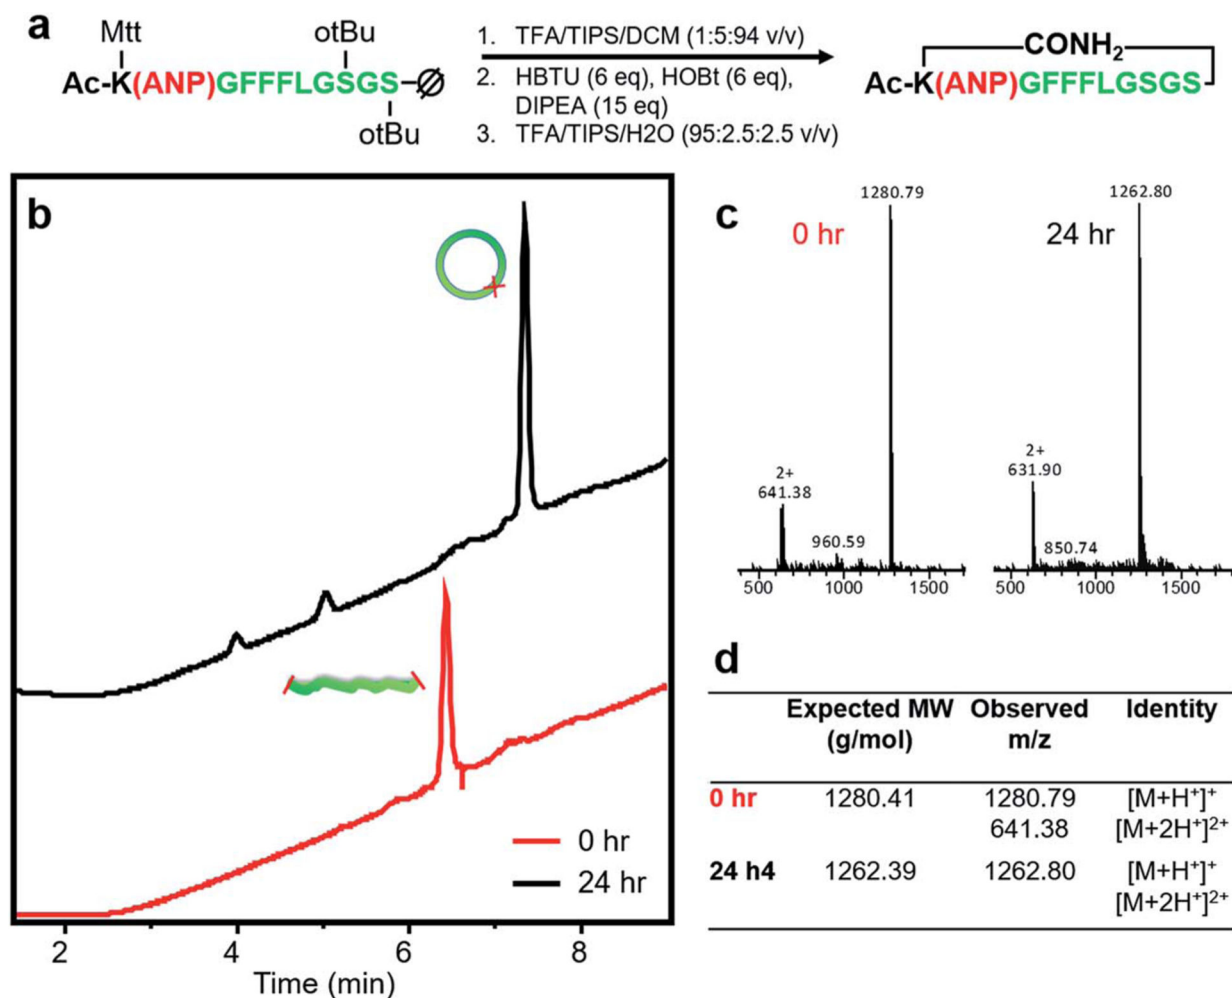 a
Mtt
otBu
Ac-K(ANP)GFFFLGSGS
otBu
1. TFA/TIPS/DCM (1:5:94 v/v)
2. HBTU (6 eq), HOBt (6 eq),
DIPEA (15 eq)
3. TFA/TIPS/H2O (95:2.5:2.5 v/v)
CONH₂
Ac-K(ANP)GFFFLGSGS
b
0 hr
24 hr
2 4 6 8
Time (min)
c
0 hr
1280.79
2+
641.38
960.59
500 1000 1500
24 hr
1262.80
2+
631.90
850.74
500 1000 1500
d
Expected MW Observed Identity
(g/mol) m/z
0 hr 1280.41 1280.79 [M+H⁺]⁺
641.38 [M+2H⁺]²⁺
24 h4 1262.39 1262.80 [M+H⁺]⁺
[M+2H⁺]²⁺